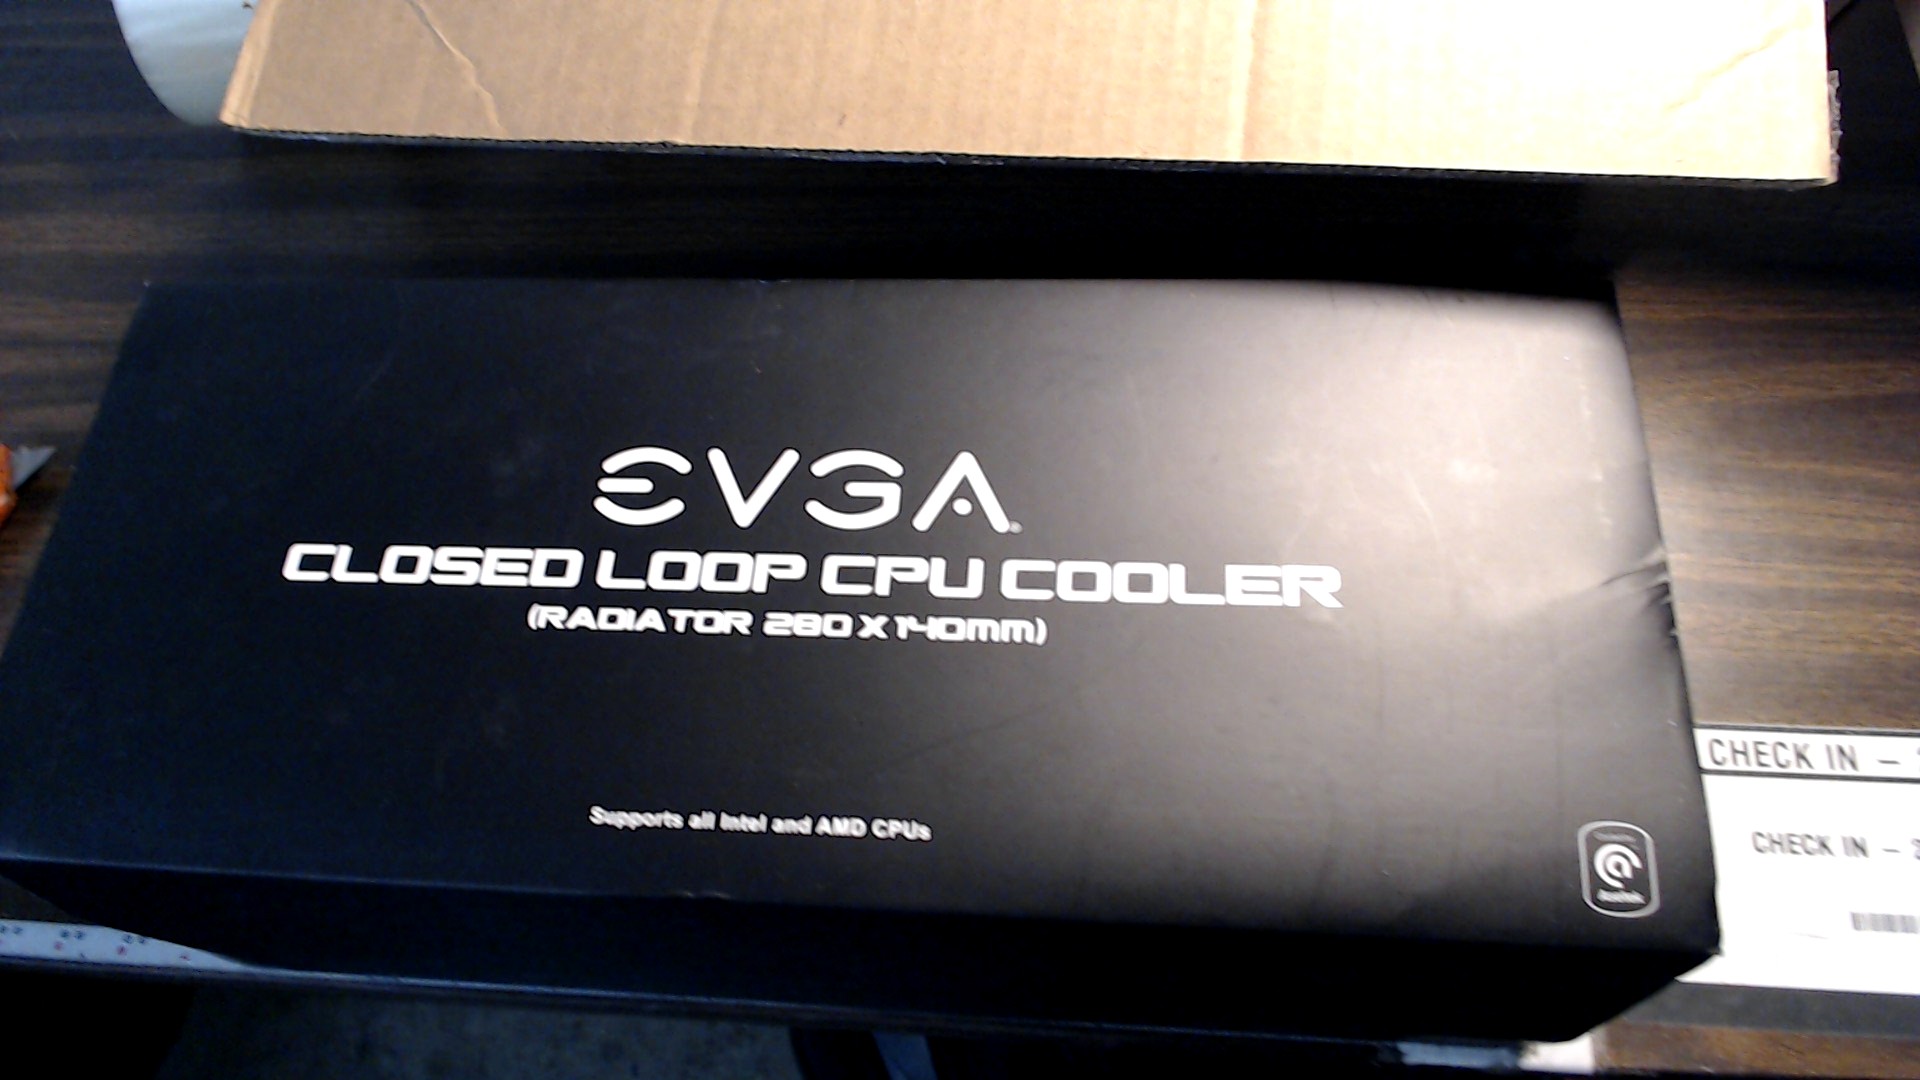 EVGA®
CLOSED LOOP CPU COOLER
(RADIATOR 280 X 140mm)
Supports all Intel and AMD CPUs
CHECK IN –
CHECK IN –